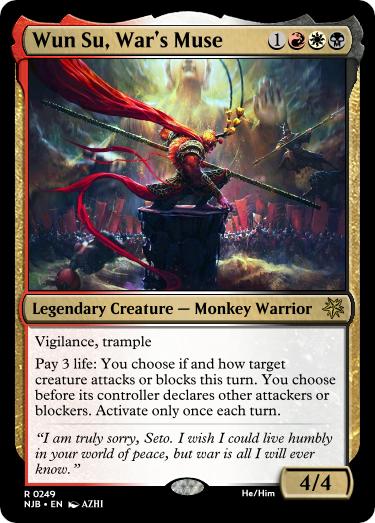 Wun Su, War's Muse 1
Legendary Creature — Monkey Warrior
Vigilance, trample
Pay 3 life: You choose if and how target
creature attacks or blocks this turn. You choose
before its controller declares other attackers or
blockers. Activate only once each turn.
“I am truly sorry, Seto. I wish I could live humbly
in your world of peace, but war is all I will ever
know.”
4/4
R 0249
NJB • EN AZHI
He/Him